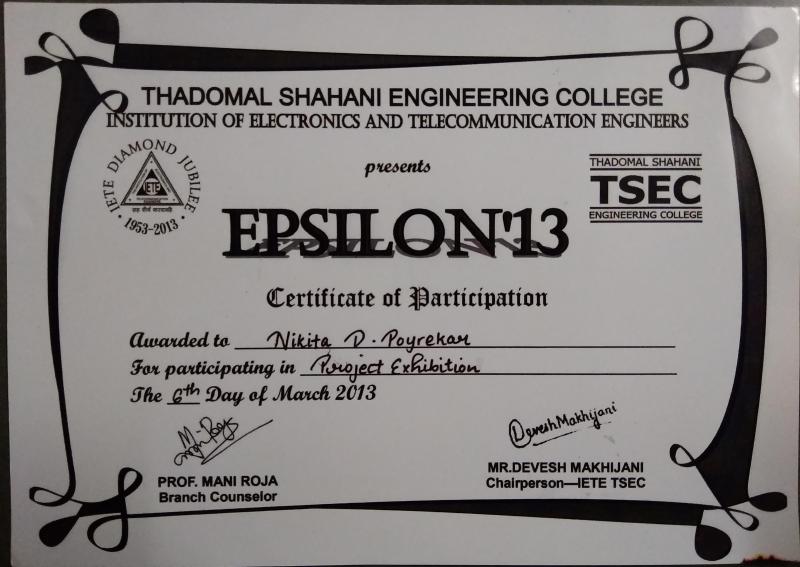 THADOMAL SHAHANI ENGINEERING COLLEGE
INSTITUTION OF ELECTRONICS AND TELECOMMUNICATION ENGINEERS
IETE DIAMOND JUBILEE
IETE
· 1953-2013 ·
presents
THADOMAL SHAHANI
TSEC
ENGINEERING COLLEGE
EPSILON'13
Certificate of Participation
Awarded to Nikita D. Poyrekar
For participating in Project Exhibition
The 6th Day of March 2013
Devesh Makhijani
PROF. MANI ROJA
Branch Counselor
MR.DEVESH MAKHIJANI
Chairperson—IETE TSEC